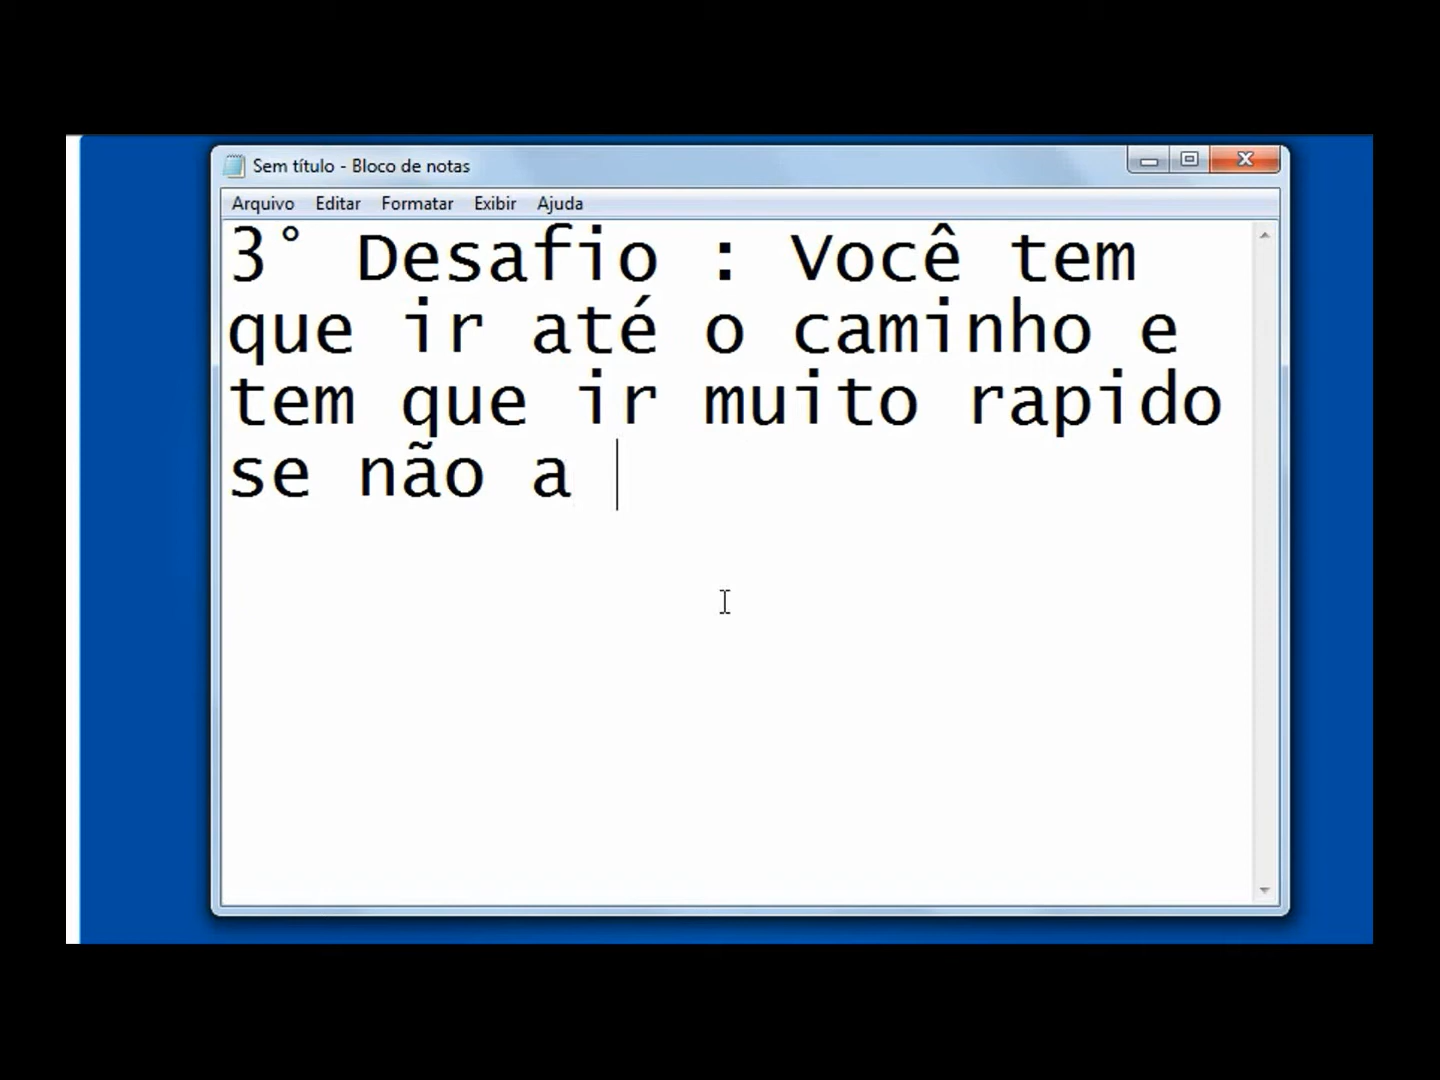 Sem título - Bloco de notas
Arquivo Editar Formatar Exibir Ajuda
3° Desafio : Você tem
que ir até o caminho e
tem que ir muito rapido
se não a